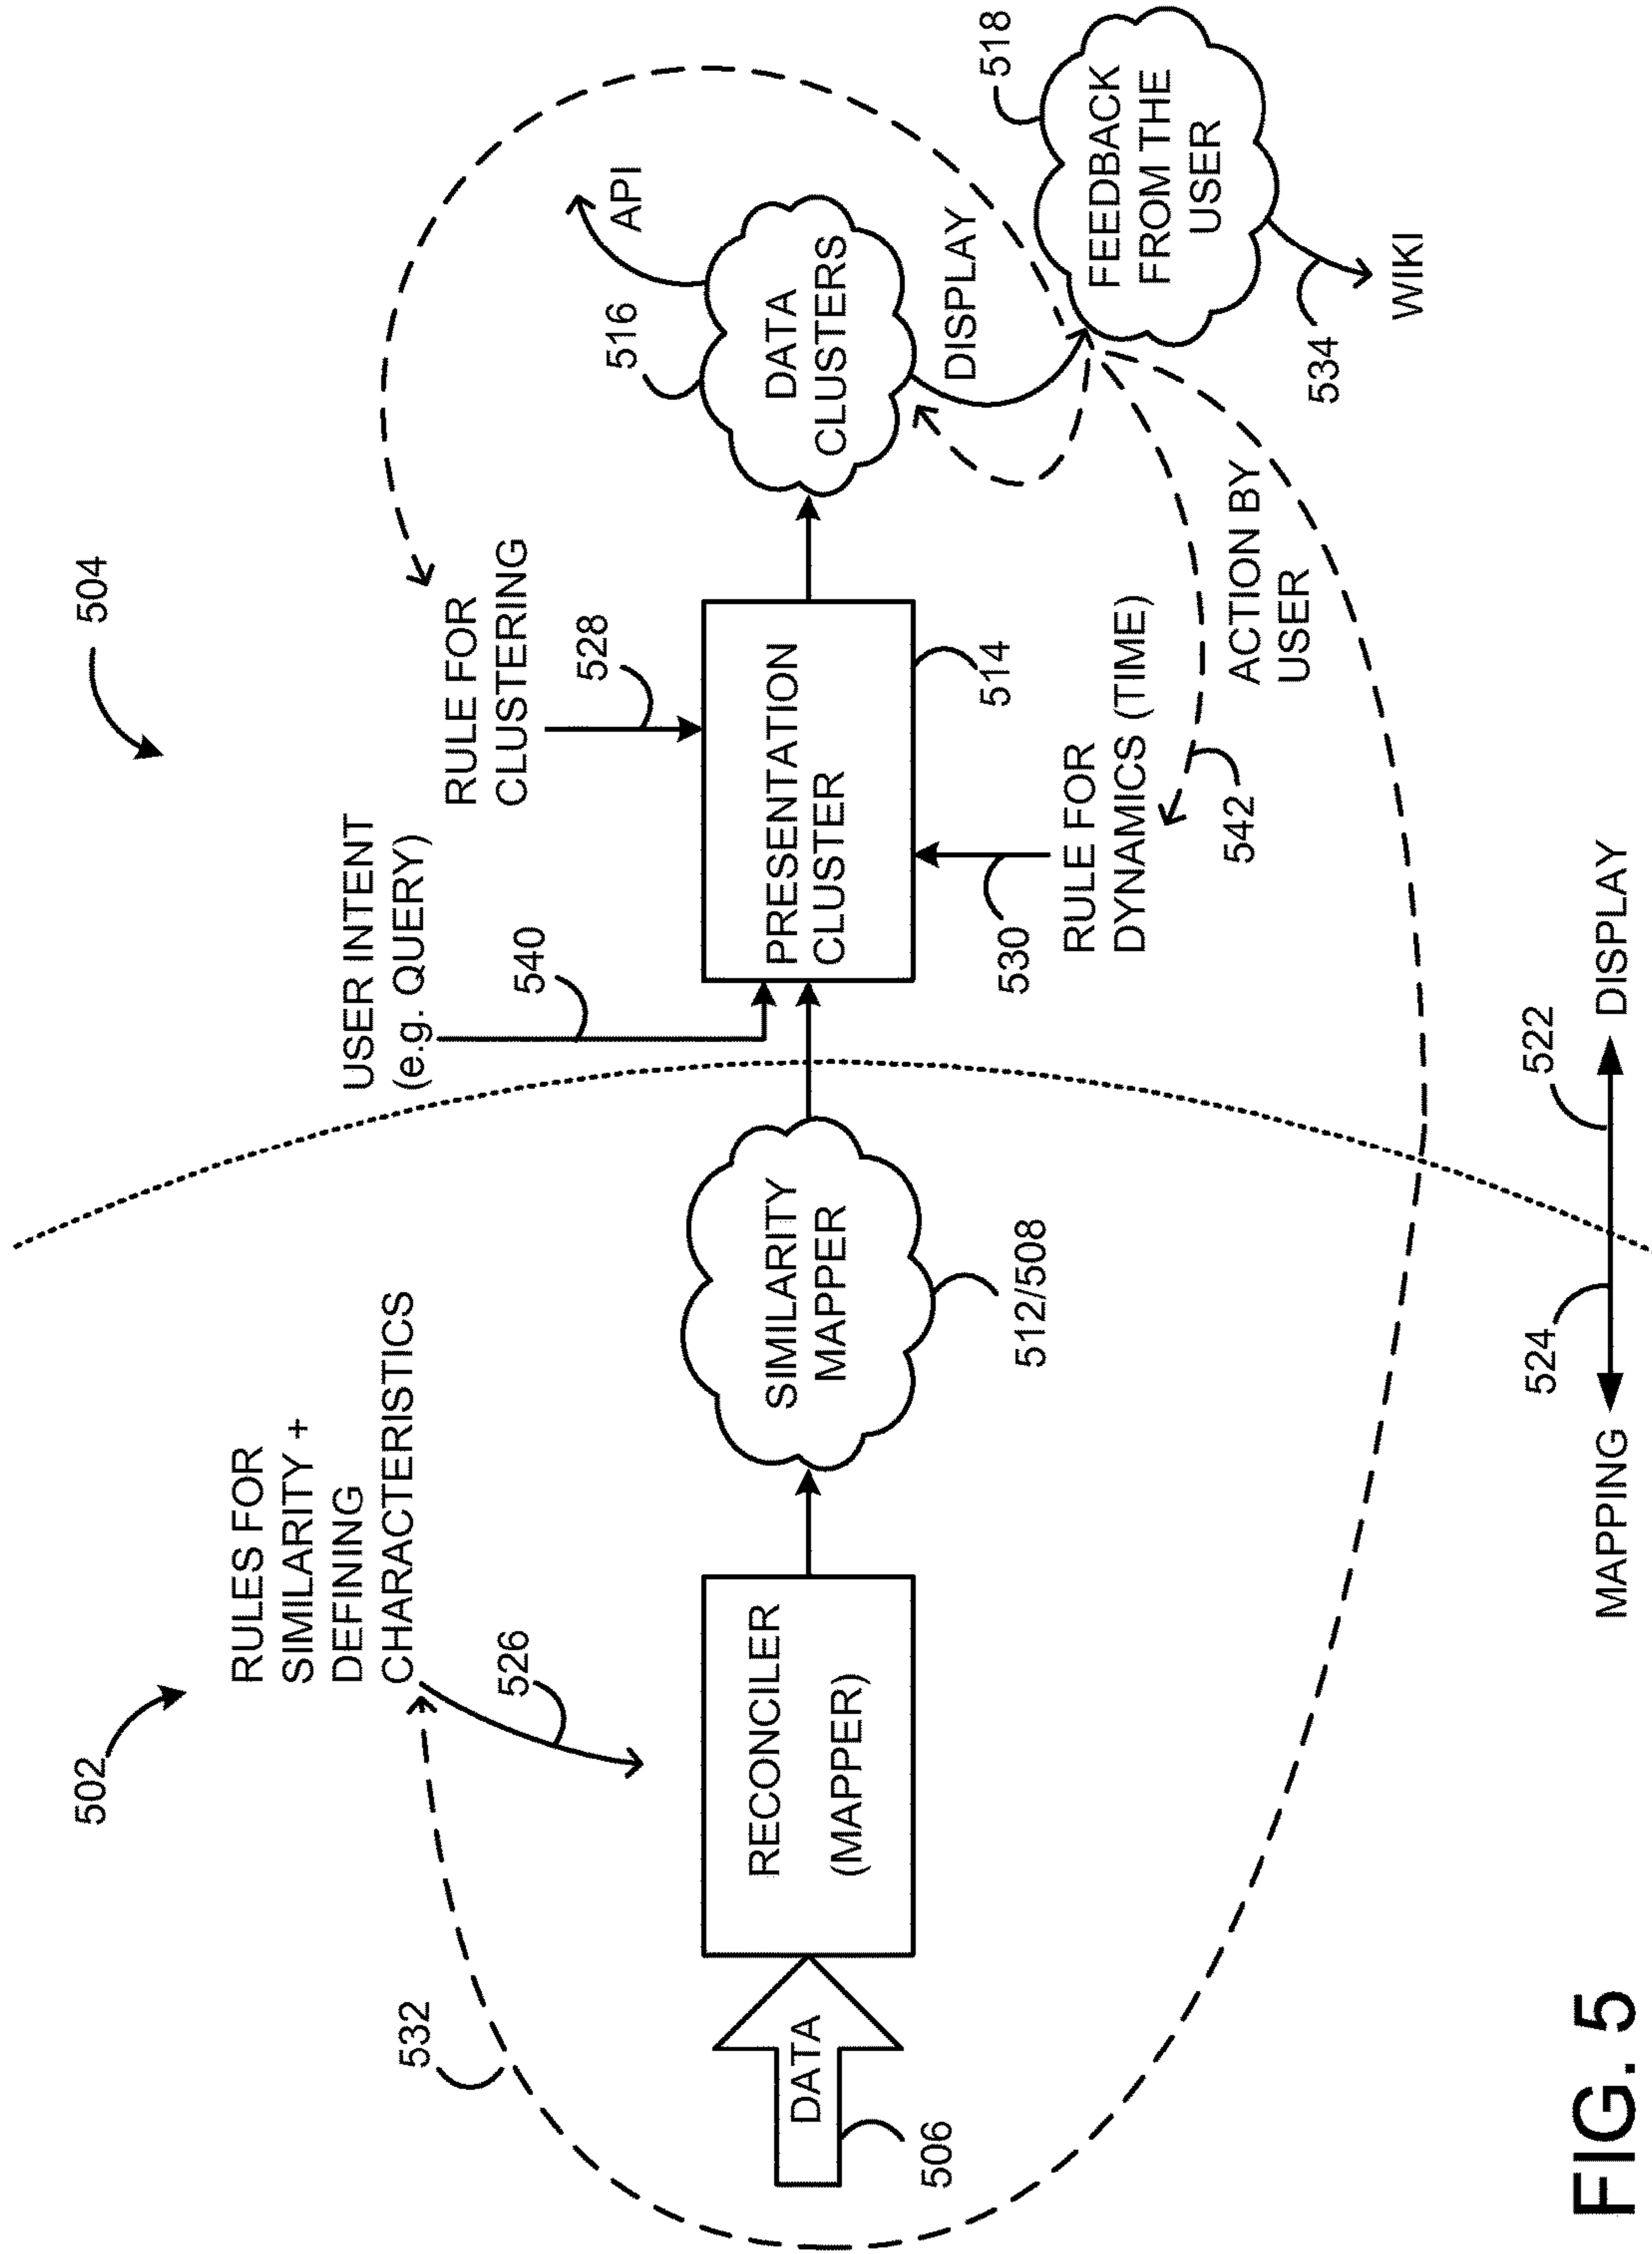 502
504
RULES FOR
SIMILARITY +
DEFINING
CHARACTERISTICS
526
532
USER INTENT
(e.g. QUERY)
540
RULE FOR
CLUSTERING
528
516
API
DATA
506
RECONCILER
(MAPPER)
SIMILARITY
MAPPER
512/508
PRESENTATION
CLUSTER
514
DATA
CLUSTERS
DISPLAY
530
RULE FOR
DYNAMICS (TIME)
542
ACTION BY
USER
518
FEEDBACK
FROM THE
USER
534
WIKI
524
522
MAPPING
DISPLAY
FIG. 5